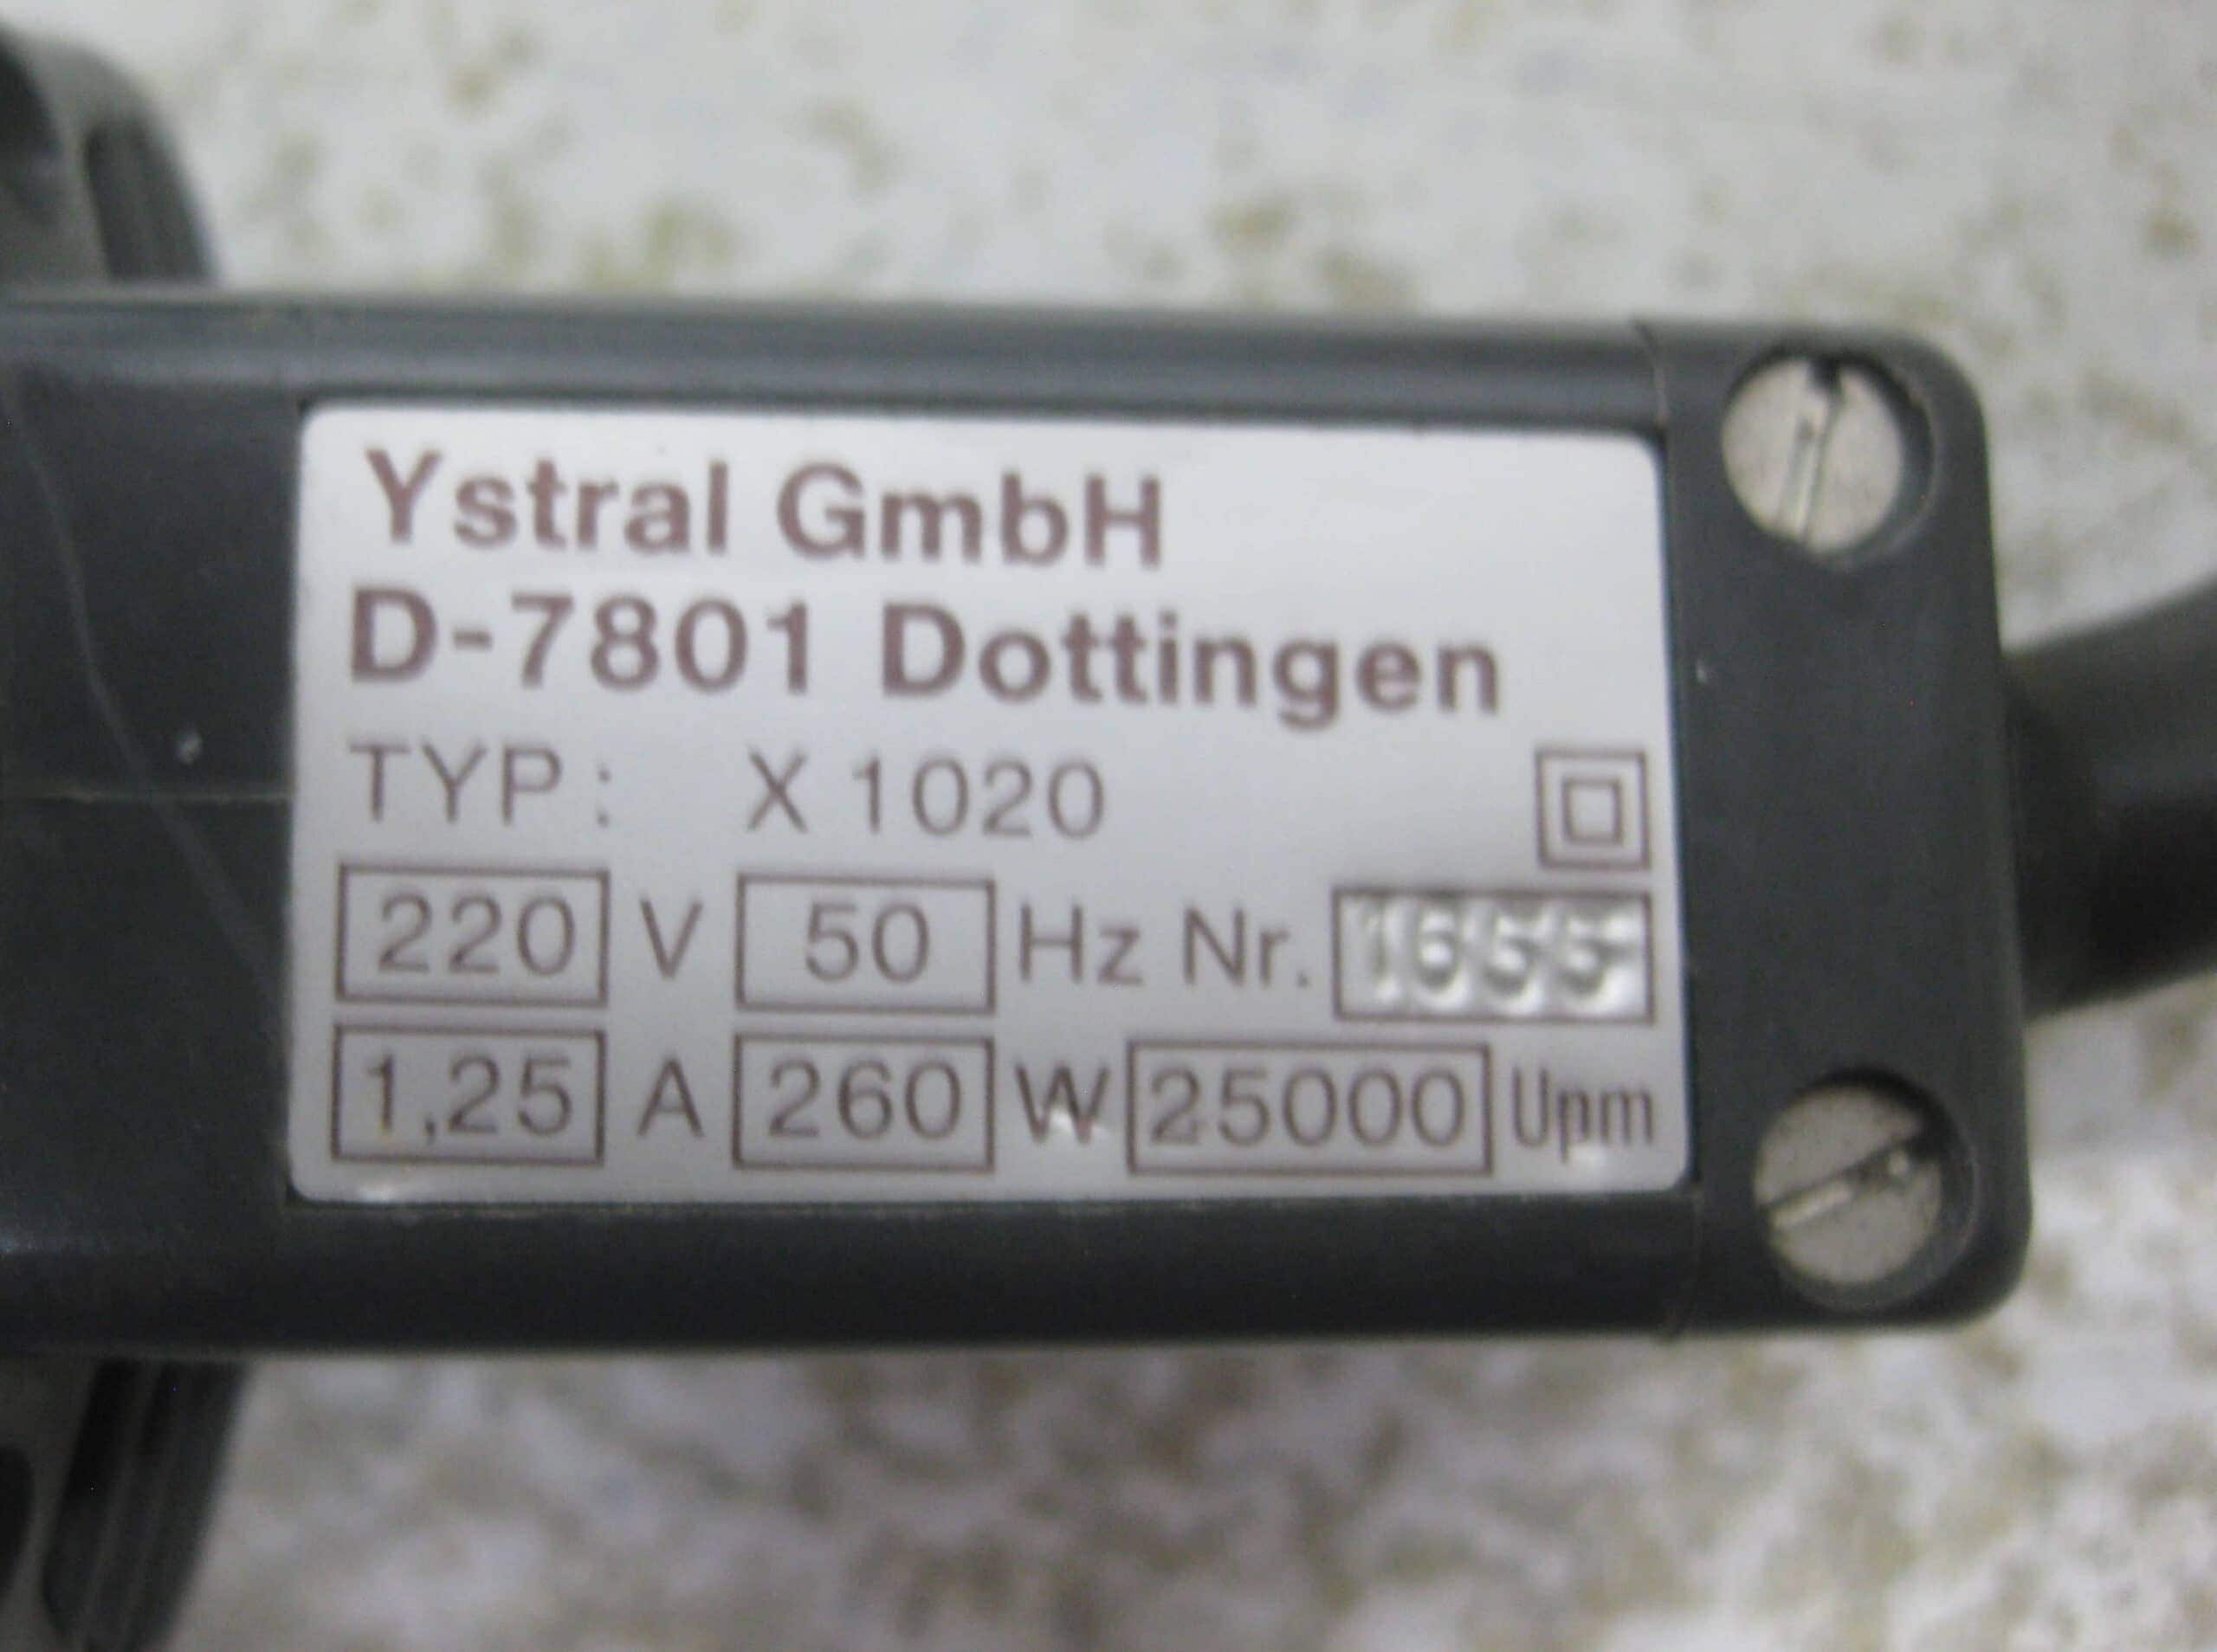 Ystral GmbH
D-7801 Dottingen
TYP: X 1020
220 V 50 Hz Nr.
1,25 A 260 W 25000 Upm